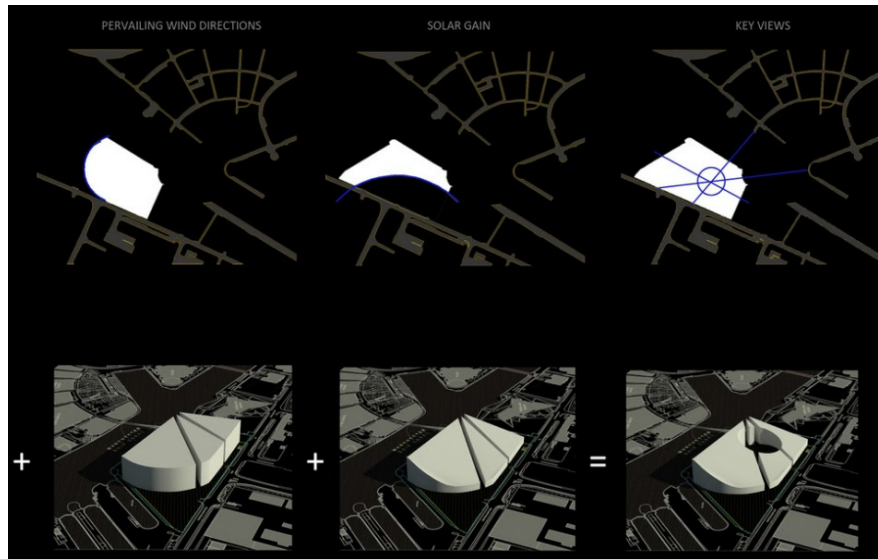 PERVAILING WIND DIRECTIONS
SOLAR GAIN
KEY VIEWS
+
+
=